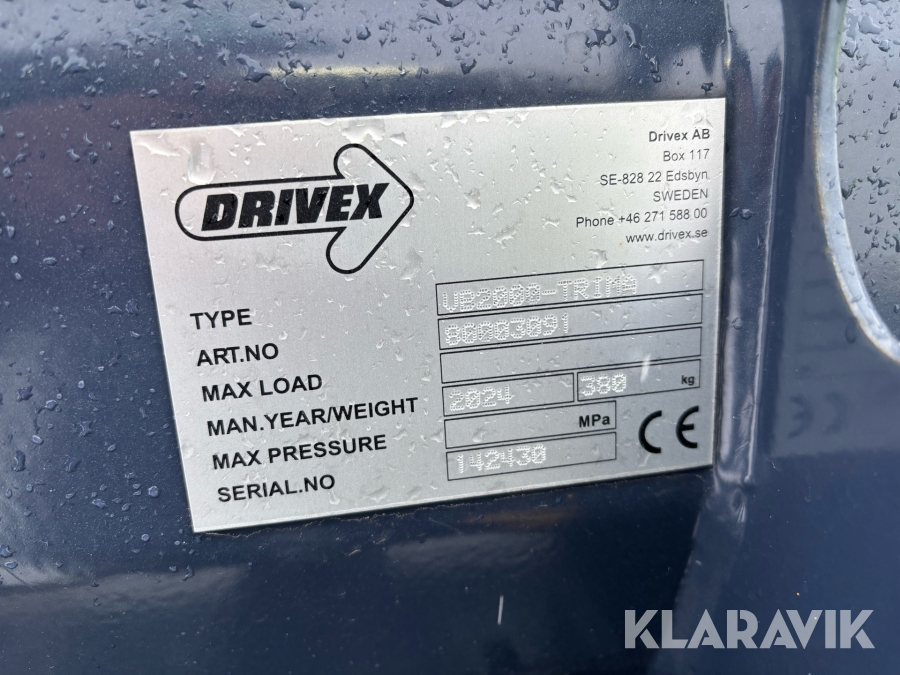 DRIVEX
Drivex AB
Box 117
SE-828 22 Edsbyn
SWEDEN
Phone +46 271 588 00
www.drivex.se
TYPE VB2000-TRIMA
ART.NO 80003091
MAX LOAD
MAN.YEAR/WEIGHT 2024 380 kg
MAX PRESSURE MPa
SERIAL.NO 142430
CE
KLARAVIK